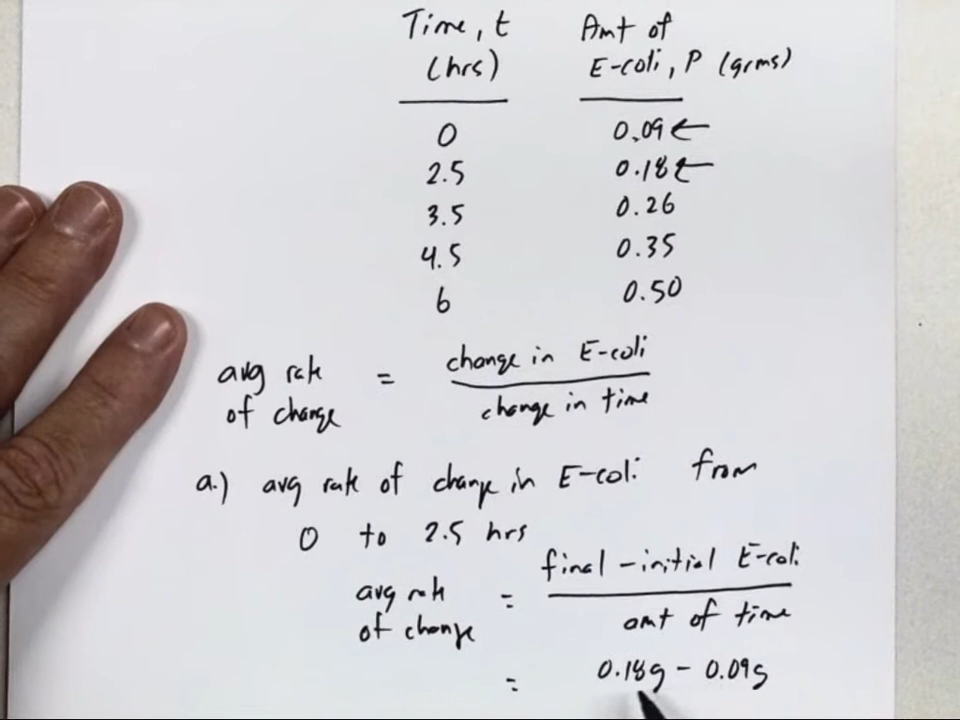 Time, t Amt of
(hrs) E-coli, P (grms)
0 0.09 ←
2.5 0.18 ←
3.5 0.26
4.5 0.35
6 0.50
avg rate of change = change in E-coli
change in time
a.) avg rate of change in E-coli from
0 to 2.5 hrs
avg rate of change = final - initial E-coli
amt of time
= 0.18g - 0.09g